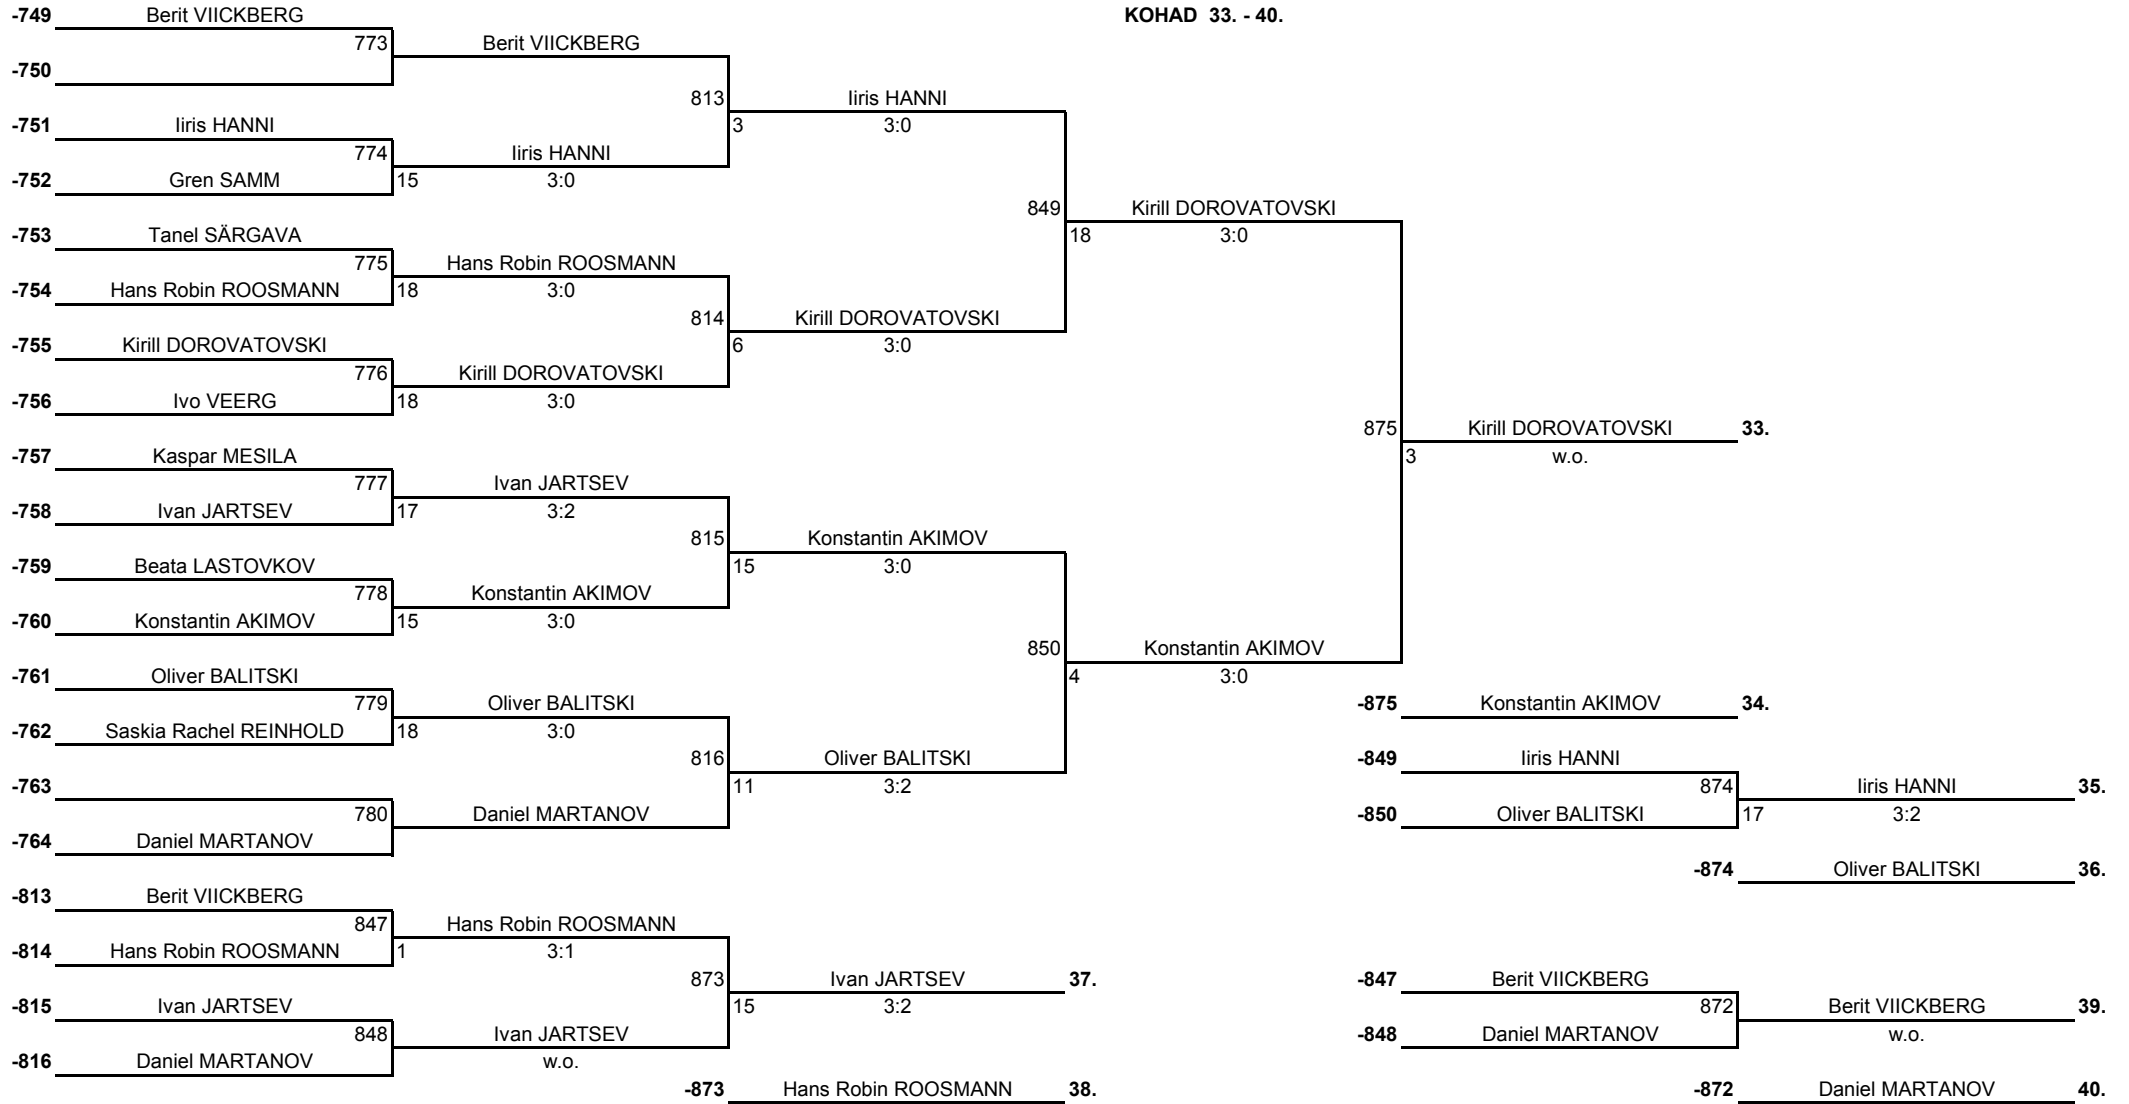 -749 Berit VIICKBERG KOHAD 33. - 40.
773 Berit VIICKBERG
-750
813 Iiris HANNI
-751 Iiris HANNI 3 3:0
774 Iiris HANNI
-752 Gren SAMM 15 3:0
849 Kirill DOROVATOVSKI
-753 Tanel SÄRGAVA 18 3:0
775 Hans Robin ROOSMANN
-754 Hans Robin ROOSMANN 18 3:0
814 Kirill DOROVATOVSKI
-755 Kirill DOROVATOVSKI 6 3:0
776 Kirill DOROVATOVSKI
-756 Ivo VEERG 18 3:0
875 Kirill DOROVATOVSKI 33.
-757 Kaspar MESILA 3 w.o.
777 Ivan JARTSEV
-758 Ivan JARTSEV 17 3:2
815 Konstantin AKIMOV
-759 Beata LASTOVKOV 15 3:0
778 Konstantin AKIMOV
-760 Konstantin AKIMOV 15 3:0
850 Konstantin AKIMOV
-761 Oliver BALITSKI 4 3:0
779 Oliver BALITSKI -875 Konstantin AKIMOV 34.
-762 Saskia Rachel REINHOLD 18 3:0
816 Oliver BALITSKI -849 Iiris HANNI
-763 11 3:2 874 Iiris HANNI 35.
780 Daniel MARTANOV -850 Oliver BALITSKI 17 3:2
-764 Daniel MARTANOV
-874 Oliver BALITSKI 36.
-813 Berit VIICKBERG
847 Hans Robin ROOSMANN
-814 Hans Robin ROOSMANN 1 3:1
873 Ivan JARTSEV 37. -847 Berit VIICKBERG
-815 Ivan JARTSEV 15 3:2 872 Berit VIICKBERG 39.
848 Ivan JARTSEV -848 Daniel MARTANOV w.o.
-816 Daniel MARTANOV w.o.
-873 Hans Robin ROOSMANN 38. -872 Daniel MARTANOV 40.